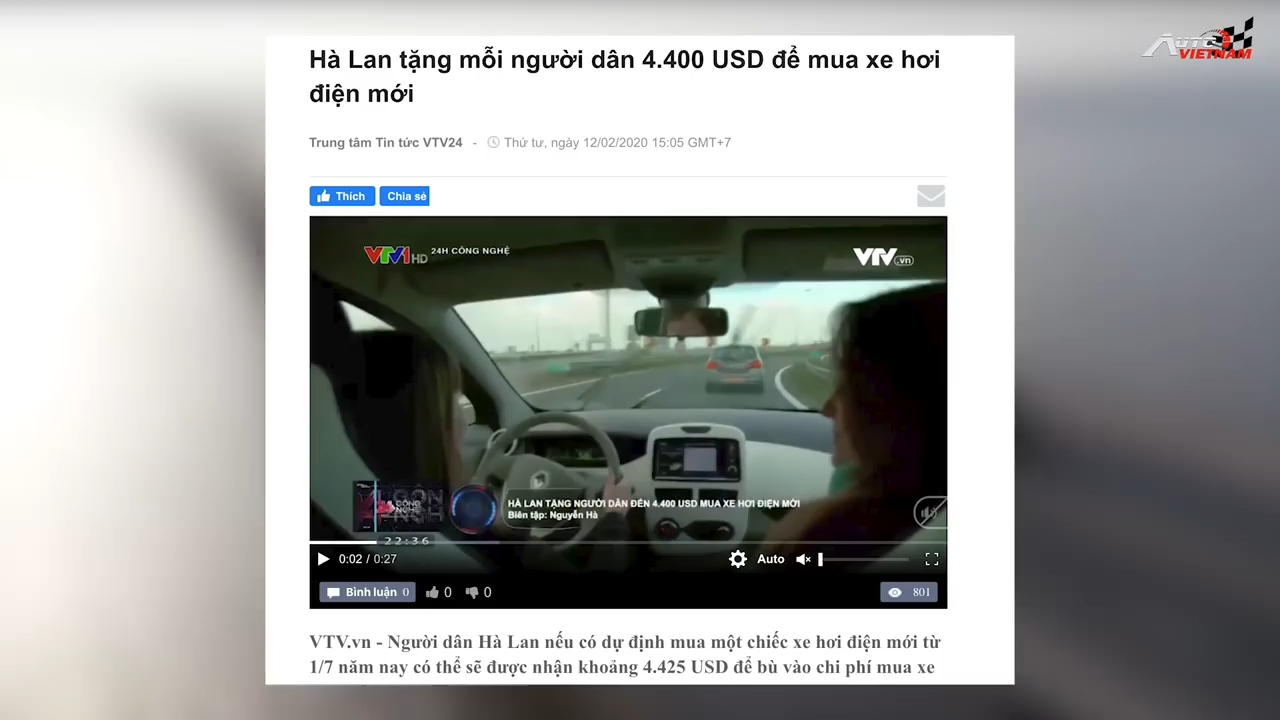 AUTO
VIETNAM
Hà Lan tặng mỗi người dân 4.400 USD để mua xe hơi
điện mới
Trung tâm Tin tức VTV24 - Thứ tư, ngày 12/02/2020 15:05 GMT+7
Thích Chia sẻ
VTV1 HD 24H CÔNG NGHỆ
VTV.vn
CÔNG
NGHỆ
HÀ LAN TẶNG NGƯỜI DÂN ĐẾN 4.400 USD MUA XE HƠI ĐIỆN MỚI
Biên tập: Nguyễn Hà
22:36
0:02 / 0:27 Auto
Bình luận 0 0 0 801
VTV.vn - Người dân Hà Lan nếu có dự định mua một chiếc xe hơi điện mới từ
1/7 năm nay có thể sẽ được nhận khoảng 4.425 USD để bù vào chi phí mua xe